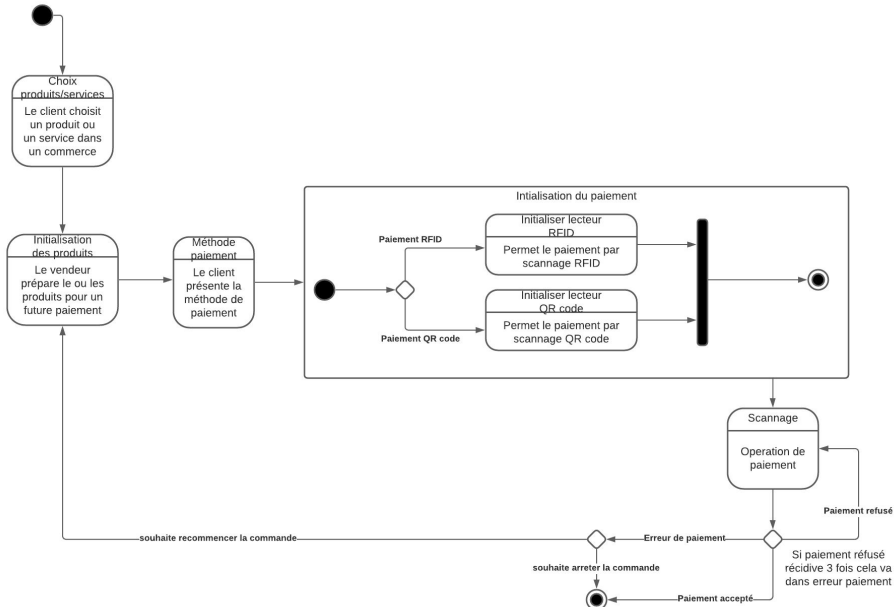 Choix
produits/services
Le client choisit
un produit ou
un service dans
un commerce
Initialisation
des produits
Le vendeur
prépare le ou les
produits pour un
future paiement
Méthode
paiement
Le client
présente la
méthode de
paiement
Intialisation du paiement
Paiement RFID
Initialiser lecteur
RFID
Permet le paiement par
scannage RFID
Paiement QR code
Initialiser lecteur
QR code
Permet le paiement par
scannage QR code
Scannage
Operation de
paiement
Paiement refusé
souhaite recommencer la commande
Erreur de paiement
Si paiement réfusé
récidive 3 fois cela va
dans erreur paiement
souhaite arreter la commande
Paiement accepté